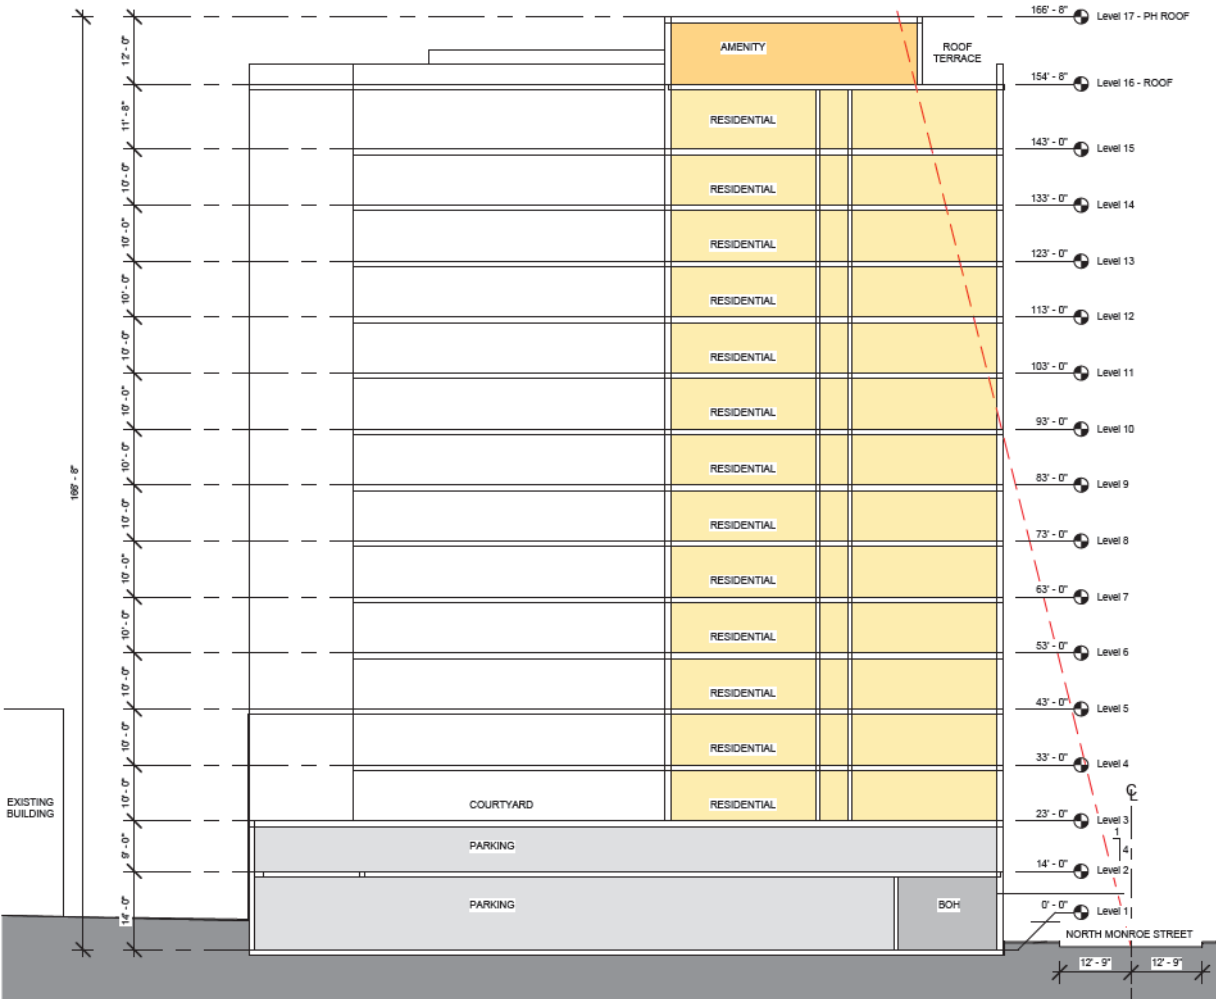 166' - 8" Level 17 - PH ROOF
AMENITY
ROOF
TERRACE
12' - 0"
154' - 8" Level 16 - ROOF
11' - 8"
RESIDENTIAL
143' - 0" Level 15
10' - 0"
RESIDENTIAL
133' - 0" Level 14
10' - 0"
RESIDENTIAL
123' - 0" Level 13
10' - 0"
RESIDENTIAL
113' - 0" Level 12
10' - 0"
RESIDENTIAL
103' - 0" Level 11
10' - 0"
RESIDENTIAL
93' - 0" Level 10
10' - 0"
RESIDENTIAL
166' - 8"
83' - 0" Level 9
10' - 0"
RESIDENTIAL
73' - 0" Level 8
10' - 0"
RESIDENTIAL
63' - 0" Level 7
10' - 0"
RESIDENTIAL
53' - 0" Level 6
10' - 0"
RESIDENTIAL
43' - 0" Level 5
10' - 0"
RESIDENTIAL
33' - 0" Level 4
10' - 0"
EXISTING
BUILDING
COURTYARD
RESIDENTIAL
23' - 0" Level 3
1
4
9' - 0"
PARKING
14' - 0" Level 2
14' - 0"
PARKING
BOH
0' - 0" Level 1
NORTH MONROE STREET
12' - 9" 12' - 9"